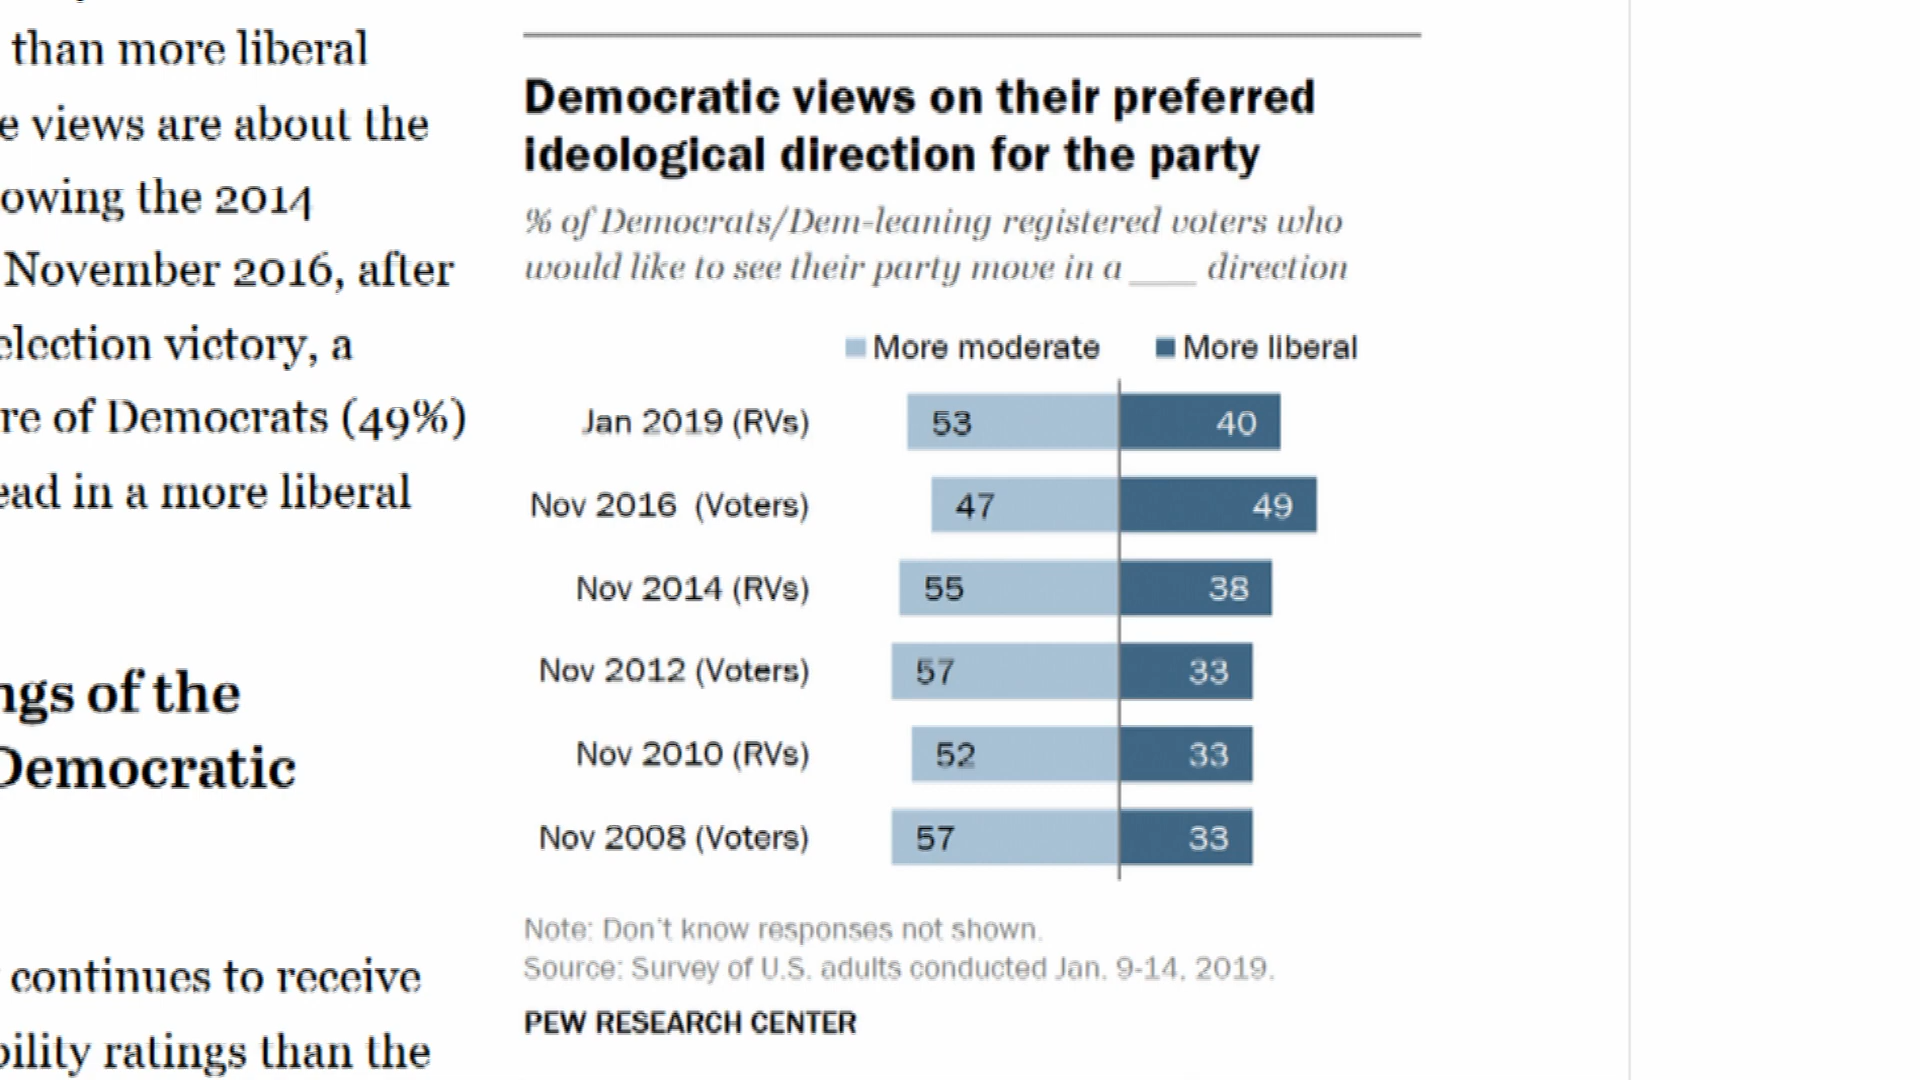 than more liberal
e views are about the
owing the 2014
November 2016, after
election victory, a
re of Democrats (49%)
ead in a more liberal
ngs of the
Democratic
continues to receive
bility ratings than the
Democratic views on their preferred
ideological direction for the party
% of Democrats/Dem-leaning registered voters who
would like to see their party move in a ____ direction
More moderate More liberal
Jan 2019 (RVs) 53 40
Nov 2016 (Voters) 47 49
Nov 2014 (RVs) 55 38
Nov 2012 (Voters) 57 33
Nov 2010 (RVs) 52 33
Nov 2008 (Voters) 57 33
Note: Don't know responses not shown.
Source: Survey of U.S. adults conducted Jan. 9-14, 2019.
PEW RESEARCH CENTER